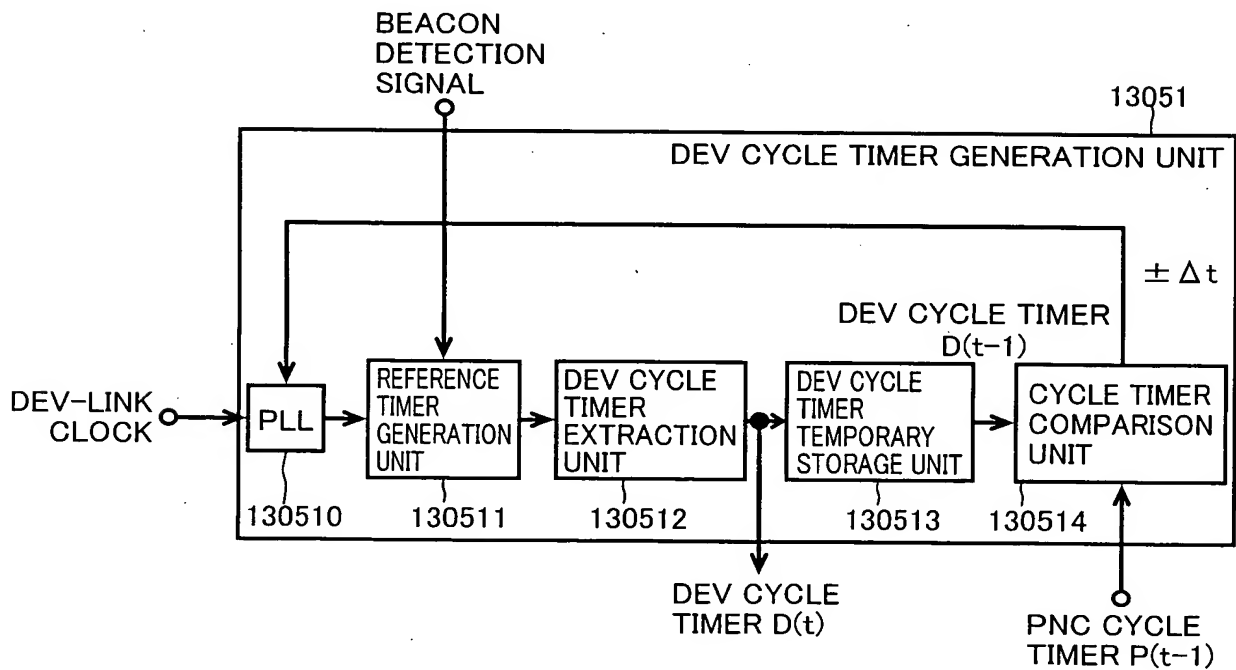 BEACON
DETECTION
SIGNAL
13051
DEV CYCLE TIMER GENERATION UNIT
± Δt
DEV CYCLE TIMER
D(t−1)
DEV-LINK
CLOCK
PLL
REFERENCE
TIMER
GENERATION
UNIT
DEV CYCLE
TIMER
EXTRACTION
UNIT
DEV CYCLE
TIMER
TEMPORARY
STORAGE UNIT
CYCLE TIMER
COMPARISON
UNIT
130510
130511
130512
130513
130514
DEV CYCLE
TIMER D(t)
PNC CYCLE
TIMER P(t−1)